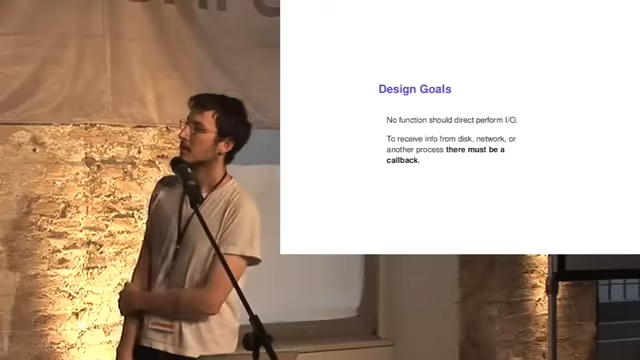 Design Goals
No function should direct perform I/O.
To receive info from disk, network, or
another process there must be a
callback.